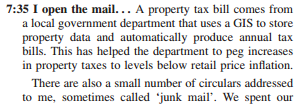 7:35 I open the mail. . . A property tax bill comes from
a local government department that uses a GIS to store
property data and automatically produce annual tax
bills. This has helped the department to peg increases
in property taxes to levels below retail price inflation.
There are also a small number of circulars addressed
to me, sometimes called ‘junk mail’. We spent our